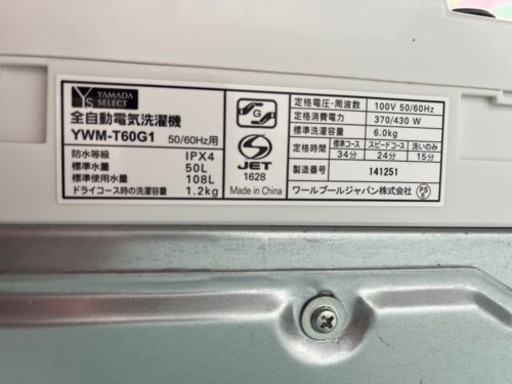 YS
YAMADA
SELECT
全自動電気洗濯機
YWM-T60G1 50/60Hz用
防水等級 IPX4
標準水量 50L
標準使用水量 108L
ドライコース時の洗濯容量 1.2kg
G
S
JET
1628
Made in China
定格電圧・周波数 100V 50/60Hz
定格消費電力 370/430 W
標準洗濯容量 6.0kg
定格時間 標準コース スピードコース 洗いのみ
34分 24分 15分
製造番号 141251
ワールプールジャパン株式会社
PS
E